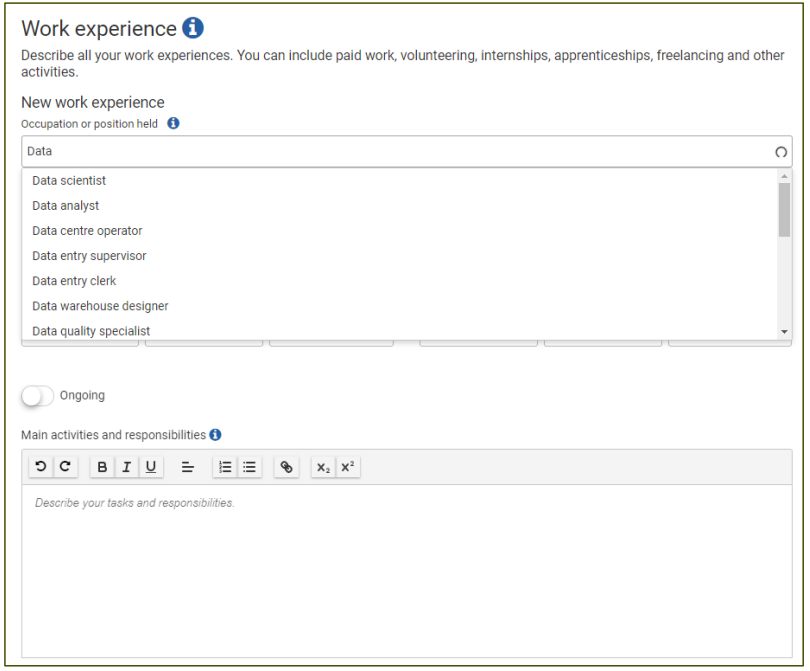 Work experience
Describe all your work experiences. You can include paid work, volunteering, internships, apprenticeships, freelancing and other
activities.
New work experience
Occupation or position held
Data
Data scientist
Data analyst
Data centre operator
Data entry supervisor
Data entry clerk
Data warehouse designer
Data quality specialist
Ongoing
Main activities and responsibilities
B I U X₂ X²
Describe your tasks and responsibilities.